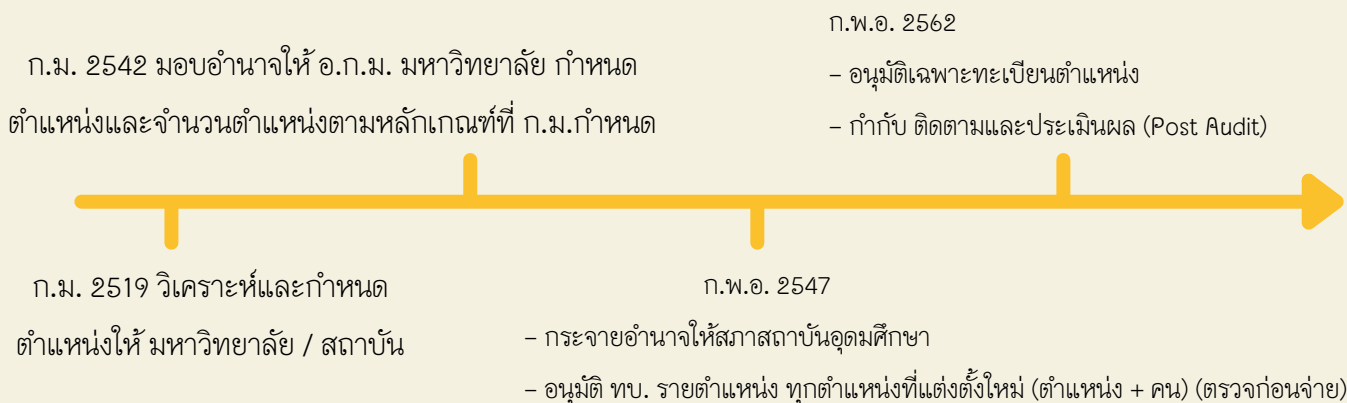 ก.พ.อ. 2562
– อนุมัติเฉพาะทะเบียนตำแหน่ง
– กำกับ ติดตามและประเมินผล (Post Audit)
ก.ม. 2542 มอบอำนาจให้ อ.ก.ม. มหาวิทยาลัย กำหนด
ตำแหน่งและจำนวนตำแหน่งตามหลักเกณฑ์ที่ ก.ม.กำหนด
ก.ม. 2519 วิเคราะห์และกำหนด
ตำแหน่งให้ มหาวิทยาลัย / สถาบัน
ก.พ.อ. 2547
– กระจายอำนาจให้สภาสถาบันอุดมศึกษา
– อนุมัติ ทบ. รายตำแหน่ง ทุกตำแหน่งที่แต่งตั้งใหม่ (ตำแหน่ง + คน) (ตรวจก่อนจ่าย)